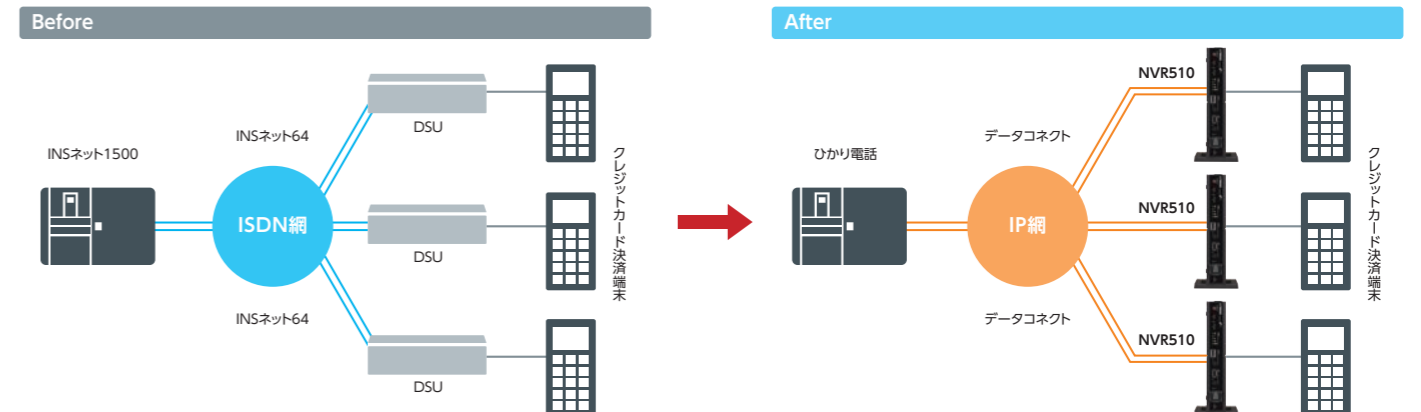 Before
INSネット1500
ISDN網
INSネット64
INSネット64
DSU
DSU
DSU
クレジットカード決済端末
After
ひかり電話
IP網
データコネクト
データコネクト
NVR510
NVR510
NVR510
クレジットカード決済端末